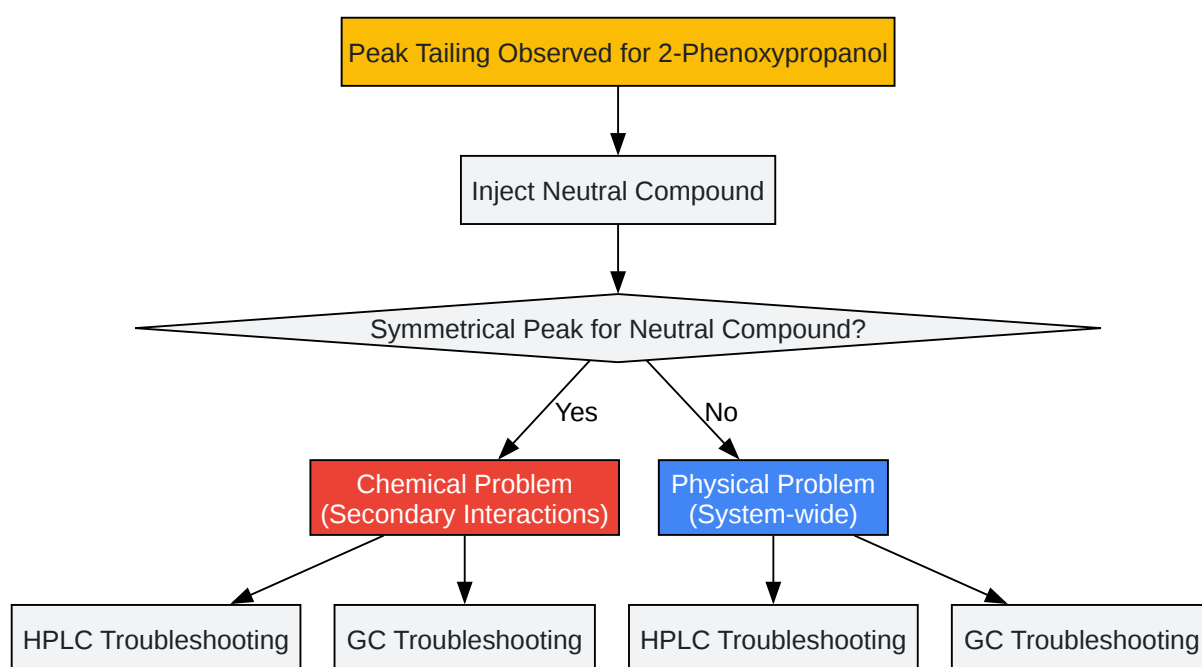 Peak Tailing Observed for 2-Phenoxypropanol
Inject Neutral Compound
Symmetrical Peak for Neutral Compound?
Yes
No
Chemical Problem
(Secondary Interactions)
Physical Problem
(System-wide)
HPLC Troubleshooting
GC Troubleshooting
HPLC Troubleshooting
GC Troubleshooting